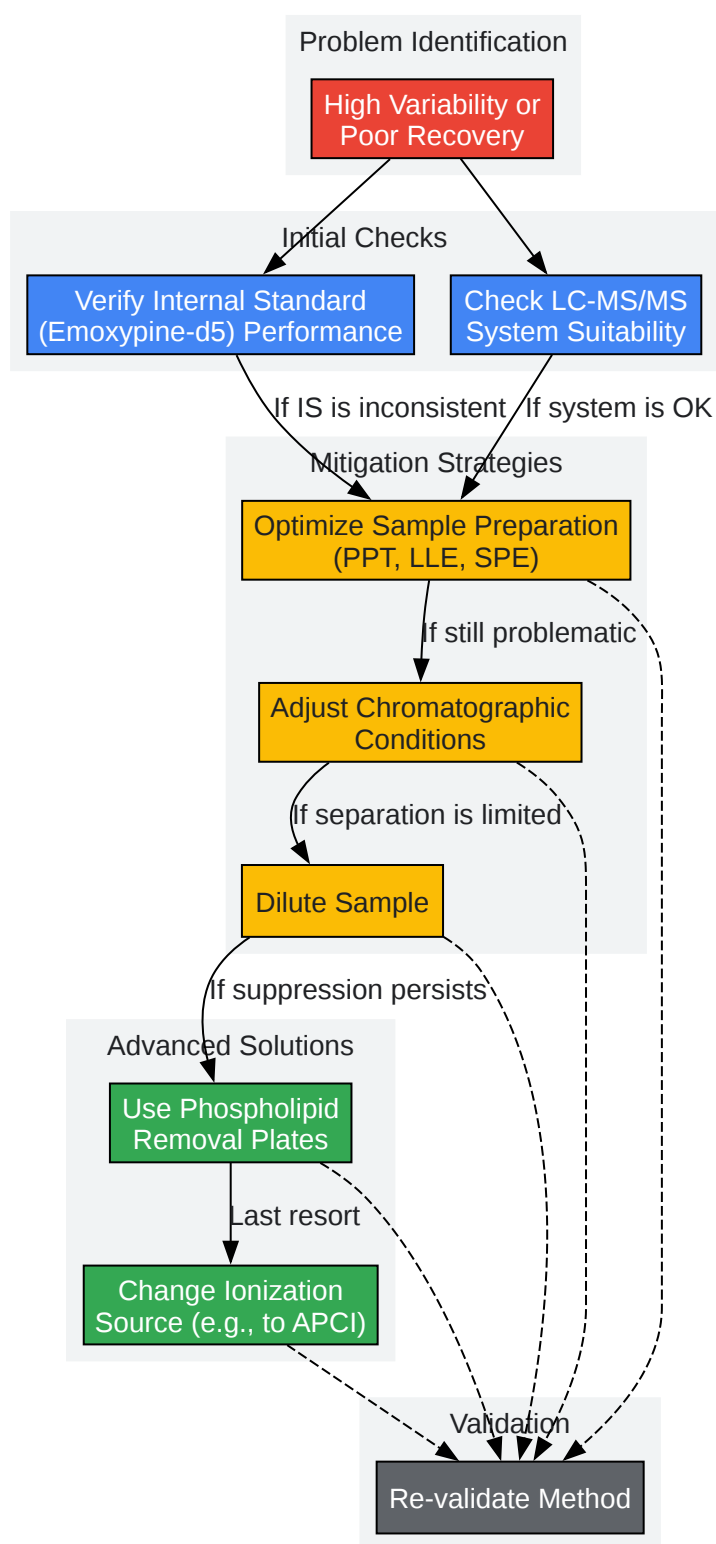 Problem Identification
High Variability or
Poor Recovery
Initial Checks
Verify Internal Standard
(Emoxypine-d5) Performance
Check LC-MS/MS
System Suitability
If IS is inconsistent
If system is OK
Mitigation Strategies
Optimize Sample Preparation
(PPT, LLE, SPE)
If still problematic
Adjust Chromatographic
Conditions
If separation is limited
Dilute Sample
If suppression persists
Advanced Solutions
Use Phospholipid
Removal Plates
Last resort
Change Ionization
Source (e.g., to APCI)
Validation
Re-validate Method